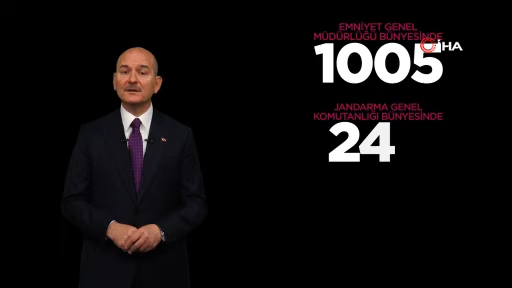 EMNİYET GENEL
MÜDÜRLÜĞÜ BÜNYESİNDE
1005
İHA
JANDARMA GENEL
KOMUTANLIĞI BÜNYESİNDE
24